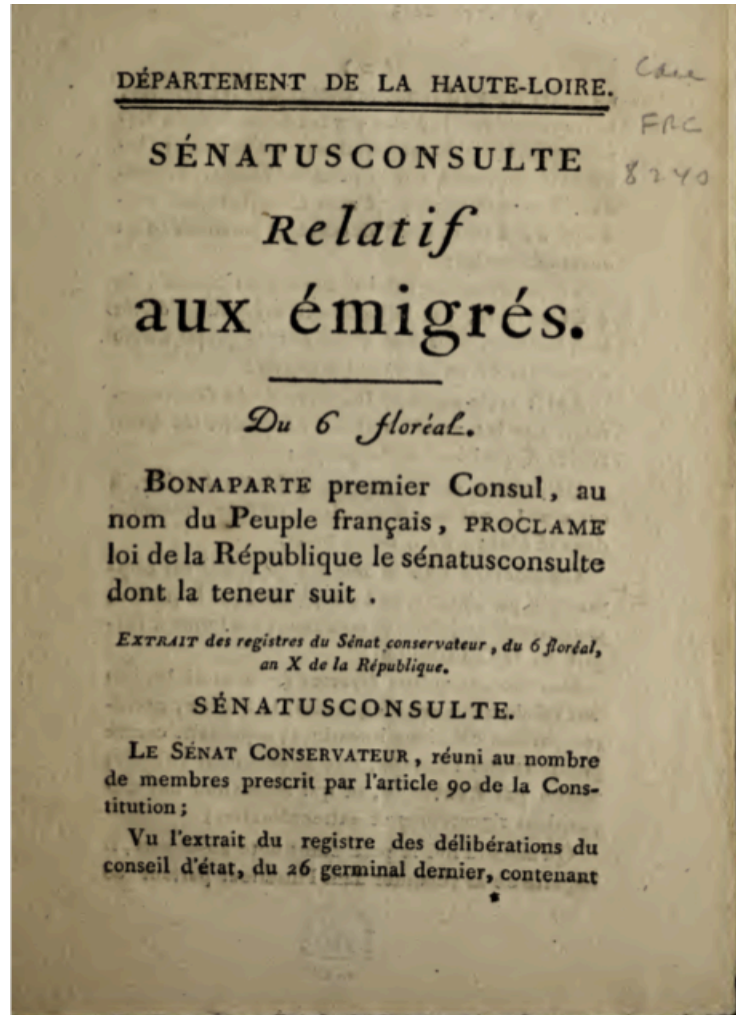 DÉPARTEMENT DE LA HAUTE-LOIRE.
Case
FRC
8240
SÉNATUSCONSULTE
Relatif
aux émigrés.
Du 6 floréal.
BONAPARTE premier Consul, au
nom du Peuple français, PROCLAME
loi de la République le sénatusconsulte
dont la teneur suit .
EXTRAIT des registres du Sénat conservateur, du 6 floréal,
an X de la République.
SÉNATUSCONSULTE.
LE SÉNAT CONSERVATEUR, réuni au nombre
de membres prescrit par l'article 90 de la Cons-
titution ;
Vu l'extrait du registre des délibérations du
conseil d'état, du 26 germinal dernier, contenant
*